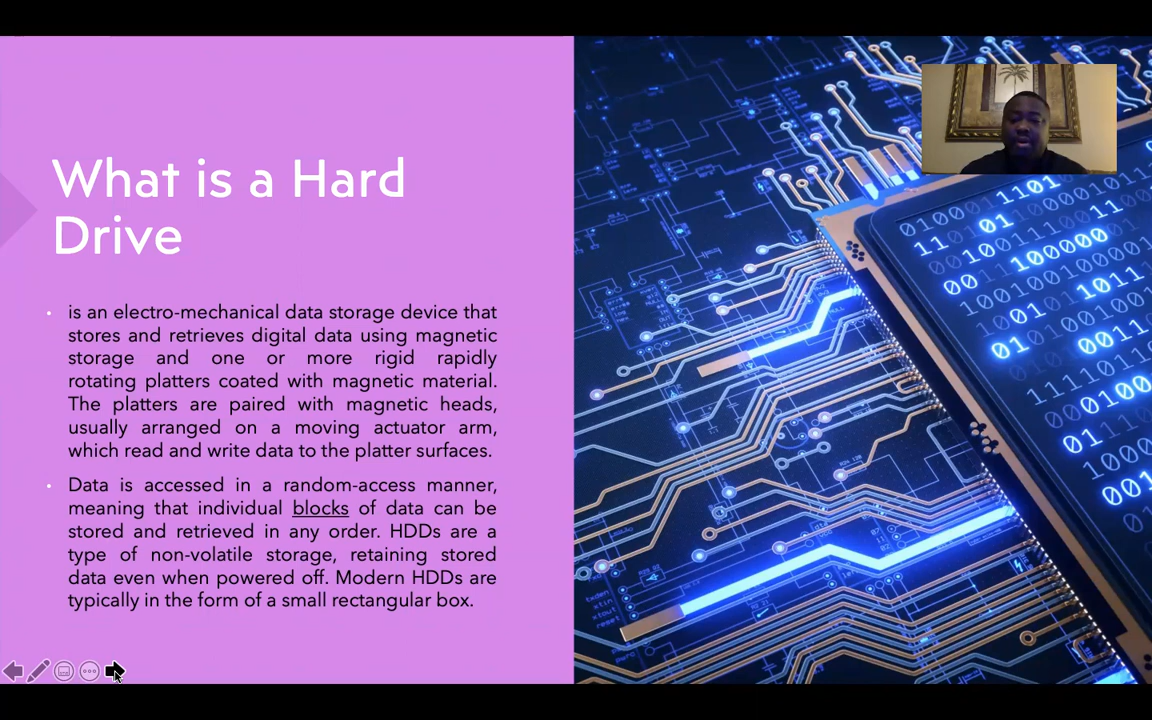 What is a Hard
Drive
is an electro-mechanical data storage device that
stores and retrieves digital data using magnetic
storage and one or more rigid rapidly
rotating platters coated with magnetic material.
The platters are paired with magnetic heads,
usually arranged on a moving actuator arm,
which read and write data to the platter surfaces.
Data is accessed in a random-access manner,
meaning that individual blocks of data can be
stored and retrieved in any order. HDDs are a
type of non-volatile storage, retaining stored
data even when powered off. Modern HDDs are
typically in the form of a small rectangular box.